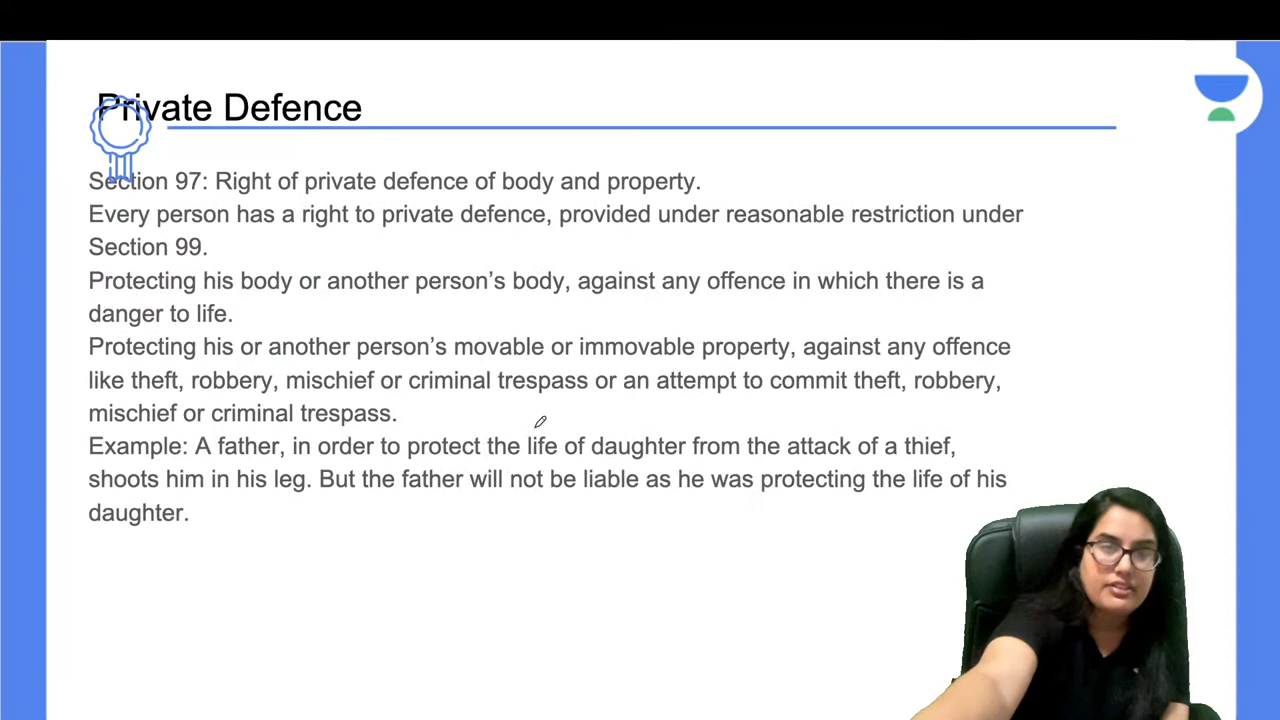 Private Defence
Section 97: Right of private defence of body and property.
Every person has a right to private defence, provided under reasonable restriction under
Section 99.
Protecting his body or another person’s body, against any offence in which there is a
danger to life.
Protecting his or another person’s movable or immovable property, against any offence
like theft, robbery, mischief or criminal trespass or an attempt to commit theft, robbery,
mischief or criminal trespass.
Example: A father, in order to protect the life of daughter from the attack of a thief,
shoots him in his leg. But the father will not be liable as he was protecting the life of his
daughter.